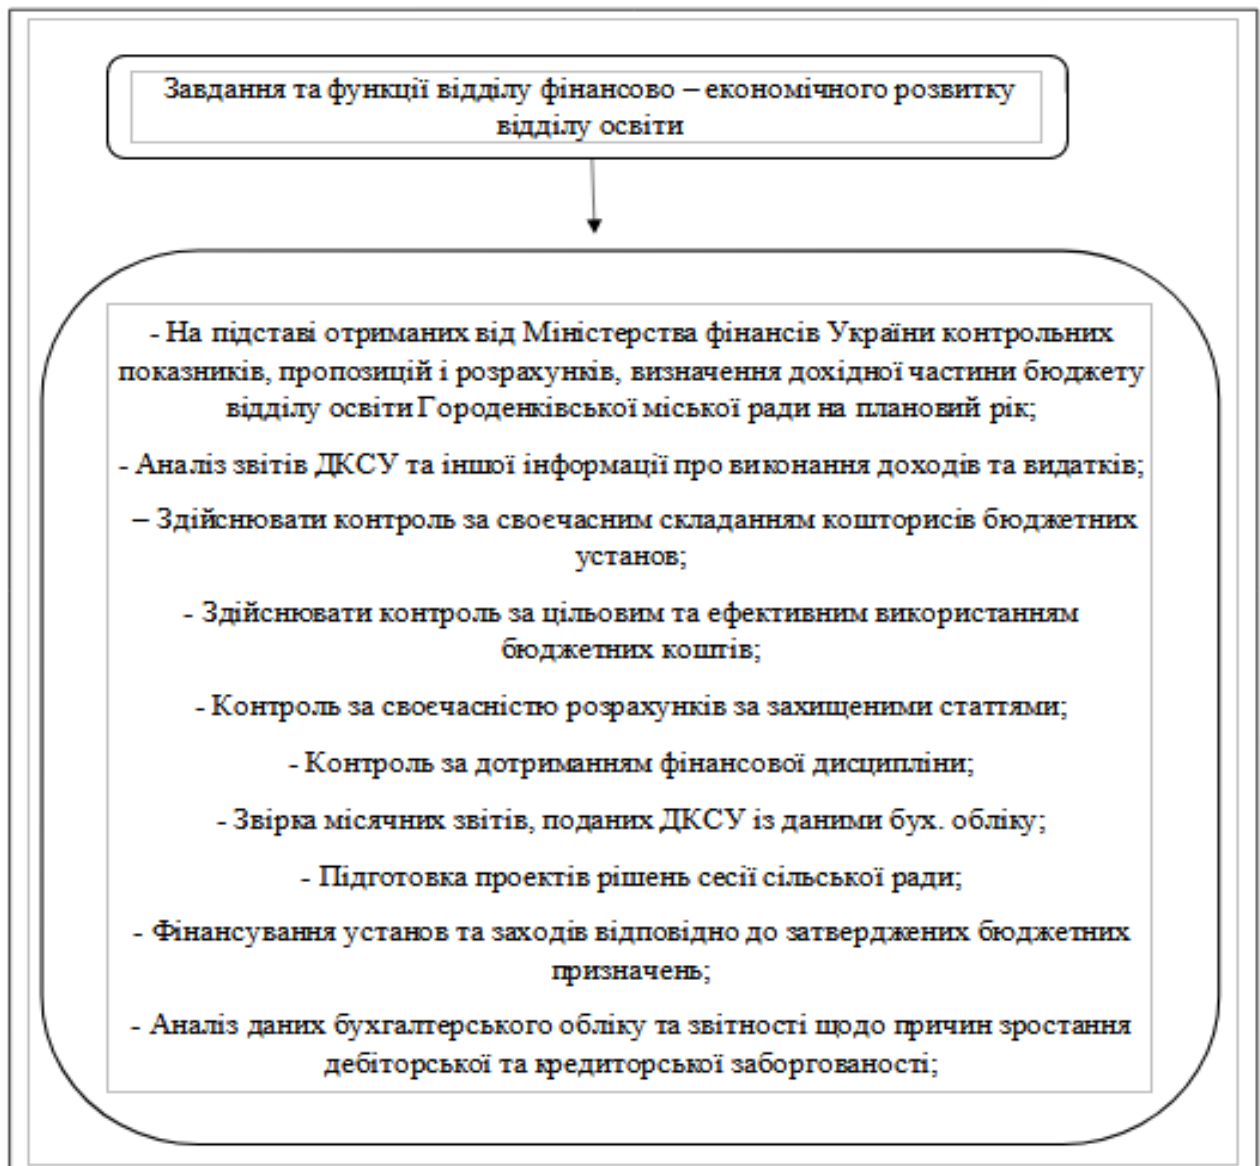 Завдання та функції відділу фінансово – економічного розвитку
відділу освіти
- На підставі отриманих від Міністерства фінансів України контрольних
показників, пропозицій і розрахунків, визначення дохідної частини бюджету
відділу освіти Городенківської міської ради на плановий рік;
- Аналіз звітів ДКСУ та іншої інформації про виконання доходів та видатків;
– Здійснювати контроль за своєчасним складанням кошторисів бюджетних
установ;
- Здійснювати контроль за цільовим та ефективним використанням
бюджетних коштів;
- Контроль за своєчасністю розрахунків за захищеними статтями;
- Контроль за дотриманням фінансової дисципліни;
- Звірка місячних звітів, поданих ДКСУ із даними бух. обліку;
- Підготовка проектів рішень сесії сільської ради;
- Фінансування установ та заходів відповідно до затверджених бюджетних
призначень;
- Аналіз даних бухгалтерського обліку та звітності щодо причин зростання
дебіторської та кредиторської заборгованості;